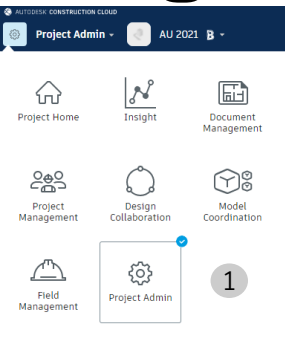 AUTODESK CONSTRUCTION CLOUD
Project Admin AU 2021 B
Project Home Insight Document
Management
Project
Management Design
Collaboration Model
Coordination
Field
Management Project Admin 1